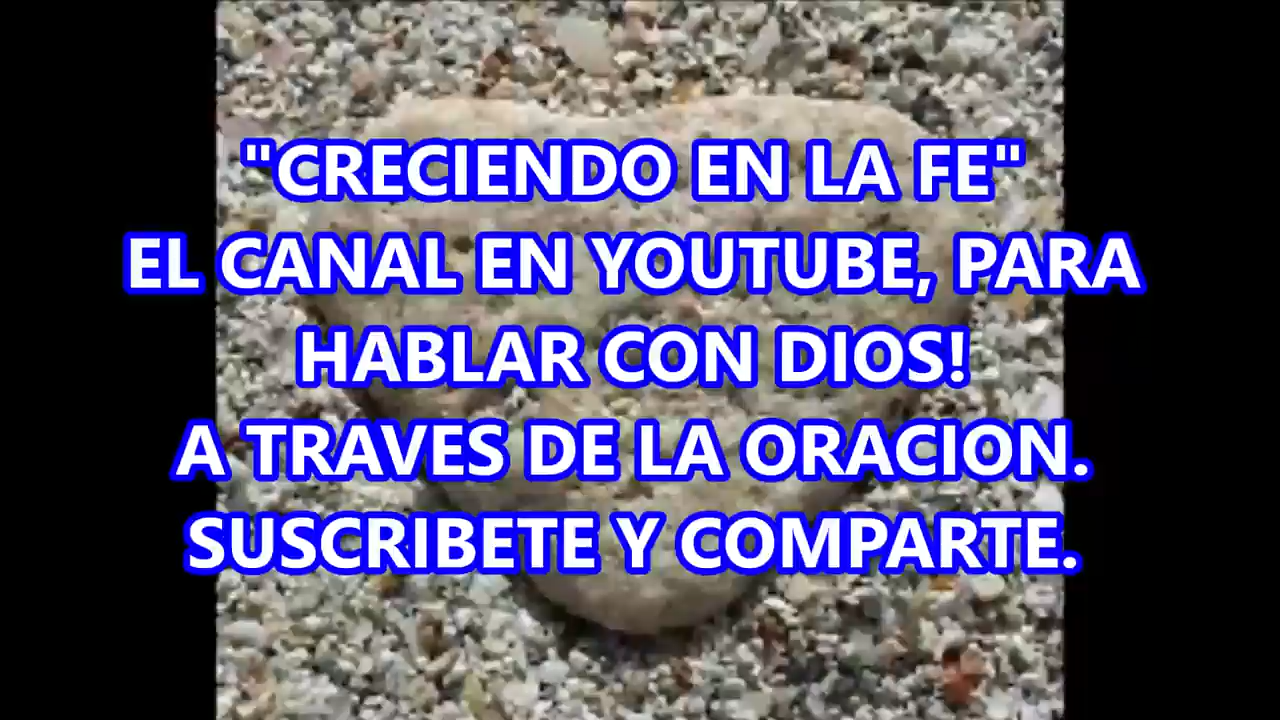 "CRECIENDO EN LA FE"
EL CANAL EN YOUTUBE, PARA
HABLAR CON DIOS!
A TRAVES DE LA ORACION.
SUSCRIBETE Y COMPARTE.